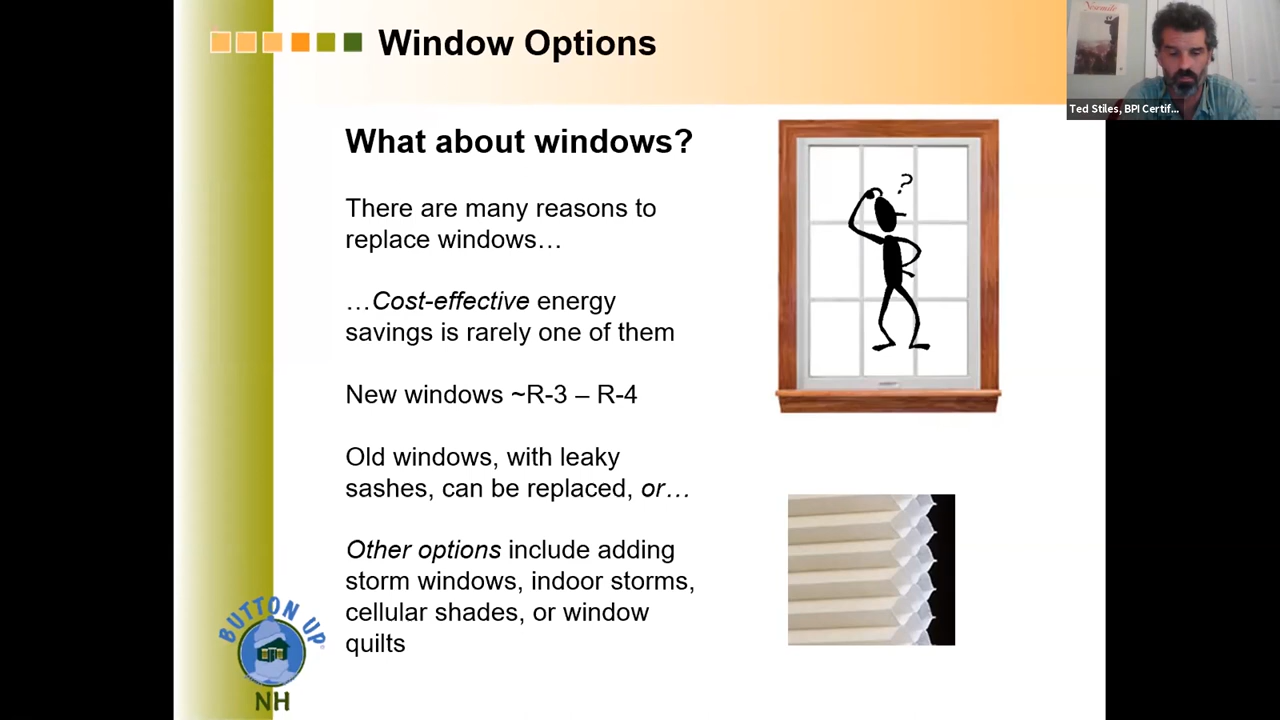 Window Options
Ted Stiles, BPI Certif...
What about windows?
There are many reasons to
replace windows…
…Cost-effective energy
savings is rarely one of them
New windows ~R-3 – R-4
Old windows, with leaky
sashes, can be replaced, or…
Other options include adding
storm windows, indoor storms,
cellular shades, or window
quilts
?
BUTTON UP
NH
Yosemite